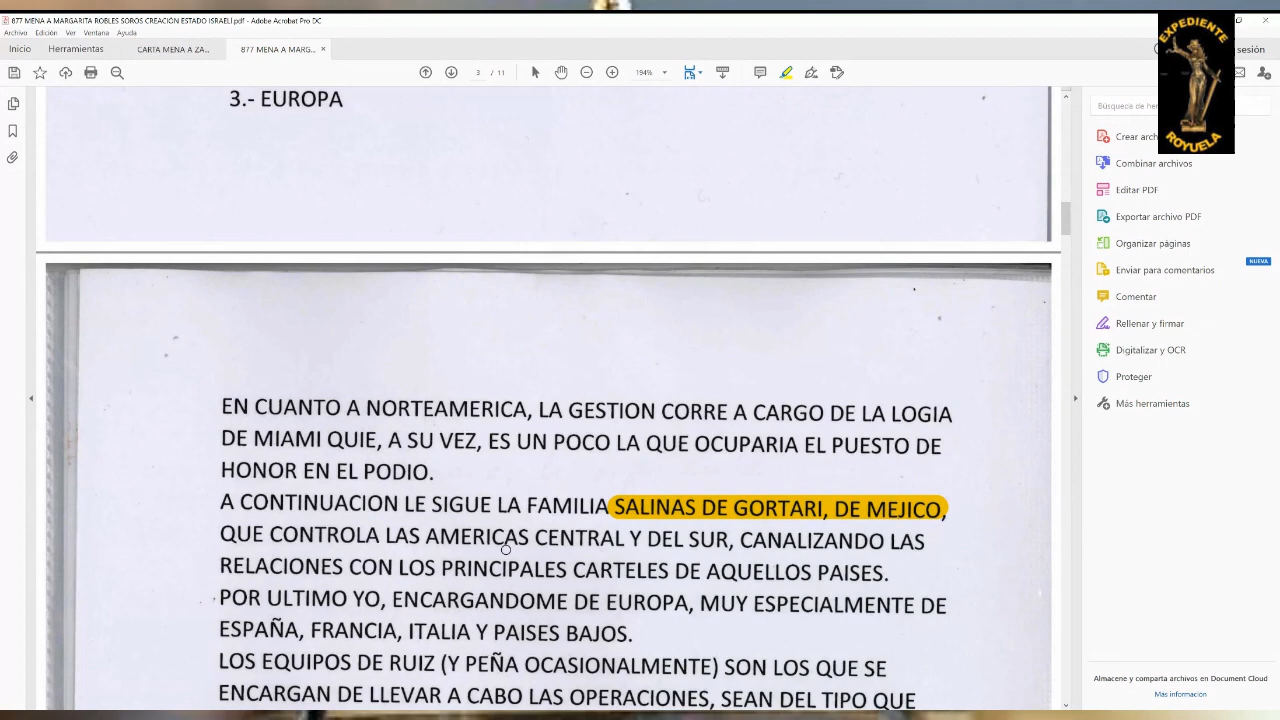 877 MENA A MARGARITA ROBLES SOROS CREACIÓN ESTADO ISRAELÍ.pdf - Adobe Acrobat Pro DC
Archivo Edición Ver Ventana Ayuda
Inicio Herramientas CARTA MENA A ZA... 877 MENA A MARG... × sesión
3 / 11 194%
EXPEDIENTE
ROYUELA
3.- EUROPA
EN CUANTO A NORTEAMERICA, LA GESTION CORRE A CARGO DE LA LOGIA
DE MIAMI QUIE, A SU VEZ, ES UN POCO LA QUE OCUPARIA EL PUESTO DE
HONOR EN EL PODIO.
A CONTINUACION LE SIGUE LA FAMILIA SALINAS DE GORTARI, DE MEJICO,
QUE CONTROLA LAS AMERICAS CENTRAL Y DEL SUR, CANALIZANDO LAS
RELACIONES CON LOS PRINCIPALES CARTELES DE AQUELLOS PAISES.
POR ULTIMO YO, ENCARGANDOME DE EUROPA, MUY ESPECIALMENTE DE
ESPAÑA, FRANCIA, ITALIA Y PAISES BAJOS.
LOS EQUIPOS DE RUIZ (Y PEÑA OCASIONALMENTE) SON LOS QUE SE
ENCARGAN DE LLEVAR A CABO LAS OPERACIONES, SEAN DEL TIPO QUE
Búsqueda de her
Crear arch
Combinar archivos
Editar PDF
Exportar archivo PDF
Organizar páginas
Enviar para comentarios
NUEVA
Comentar
Rellenar y firmar
Digitalizar y OCR
Proteger
Más herramientas
Almacene y comparta archivos en Document Cloud
Más información